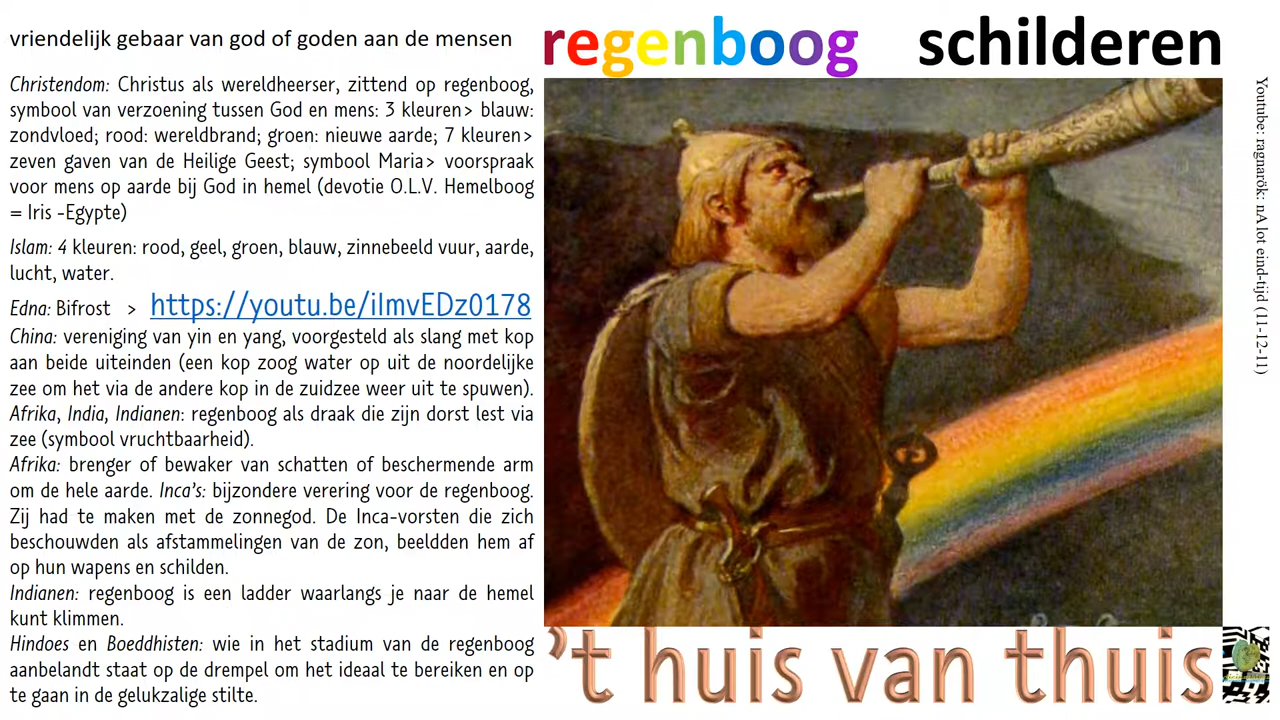 vriendelijk gebaar van god of goden aan de mensen
regenboog schilderen
Christendom: Christus als wereldheerser, zittend op regenboog,
symbool van verzoening tussen God en mens: 3 kleuren> blauw:
zondvloed; rood: wereldbrand; groen: nieuwe aarde; 7 kleuren>
zeven gaven van de Heilige Geest; symbool Maria> voorspraak
voor mens op aarde bij God in hemel (devotie O.L.V. Hemelboog
= Iris -Egypte)
Islam: 4 kleuren: rood, geel, groen, blauw, zinnebeeld vuur, aarde,
lucht, water.
Edna: Bifrost > https://youtu.be/ilmvEDz0178
China: vereniging van yin en yang, voorgesteld als slang met kop
aan beide uiteinden (een kop zoog water op uit de noordelijke
zee om het via de andere kop in de zuidzee weer uit te spuwen).
Afrika, India, Indianen: regenboog als draak die zijn dorst lest via
zee (symbool vruchtbaarheid).
Afrika: brenger of bewaker van schatten of beschermende arm
om de hele aarde. Inca's: bijzondere verering voor de regenboog.
Zij had te maken met de zonnegod. De Inca-vorsten die zich
beschouwden als afstammelingen van de zon, beeldden hem af
op hun wapens en schilden.
Indianen: regenboog is een ladder waarlangs je naar de hemel
kunt klimmen.
Hindoes en Boeddhisten: wie in het stadium van de regenboog
aanbelandt staat op de drempel om het ideaal te bereiken en op
te gaan in de gelukzalige stilte.
Youtube: ragnarök: nA lot eind-tijd (11-12-11)
't huis van thuis